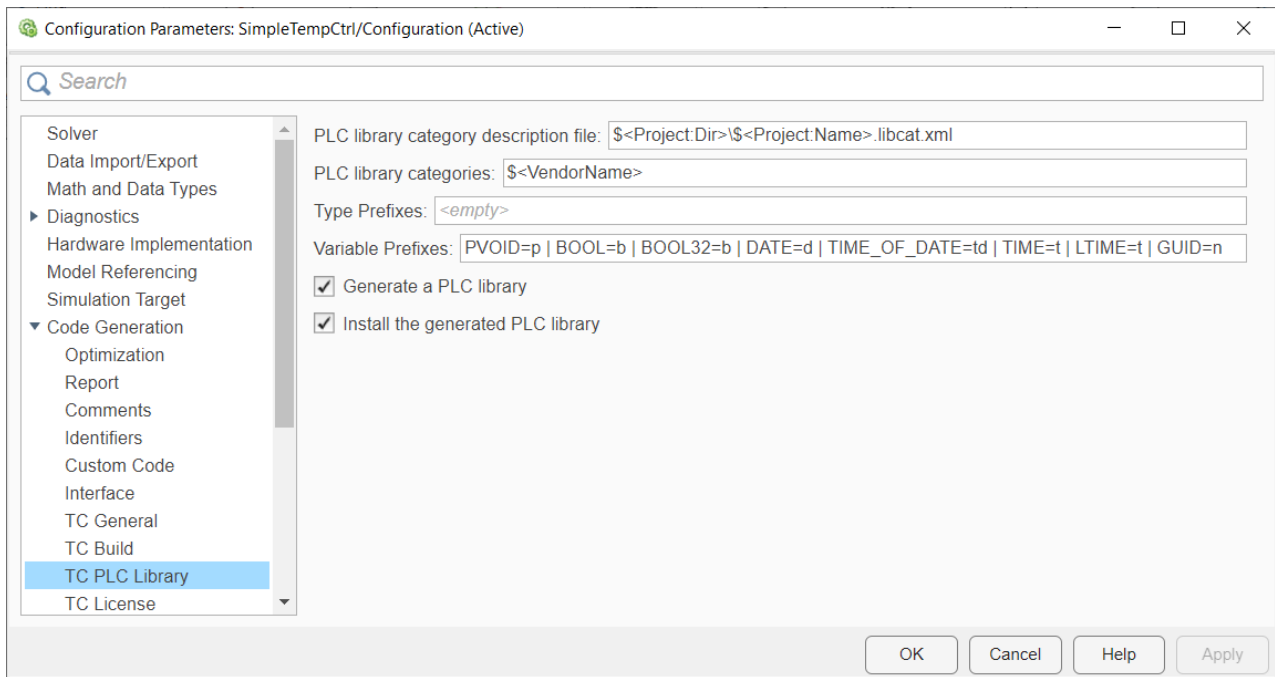 Configuration Parameters: SimpleTempCtrl/Configuration (Active)
Search
Solver
Data Import/Export
Math and Data Types
Diagnostics
Hardware Implementation
Model Referencing
Simulation Target
Code Generation
Optimization
Report
Comments
Identifiers
Custom Code
Interface
TC General
TC Build
TC PLC Library
TC License
PLC library category description file: $<Project:Dir>\$<Project:Name>.libcat.xml
PLC library categories: $<VendorName>
Type Prefixes: <empty>
Variable Prefixes: PVOID=p | BOOL=b | BOOL32=b | DATE=d | TIME_OF_DATE=td | TIME=t | LTIME=t | GUID=n
Generate a PLC library
Install the generated PLC library
OK Cancel Help Apply